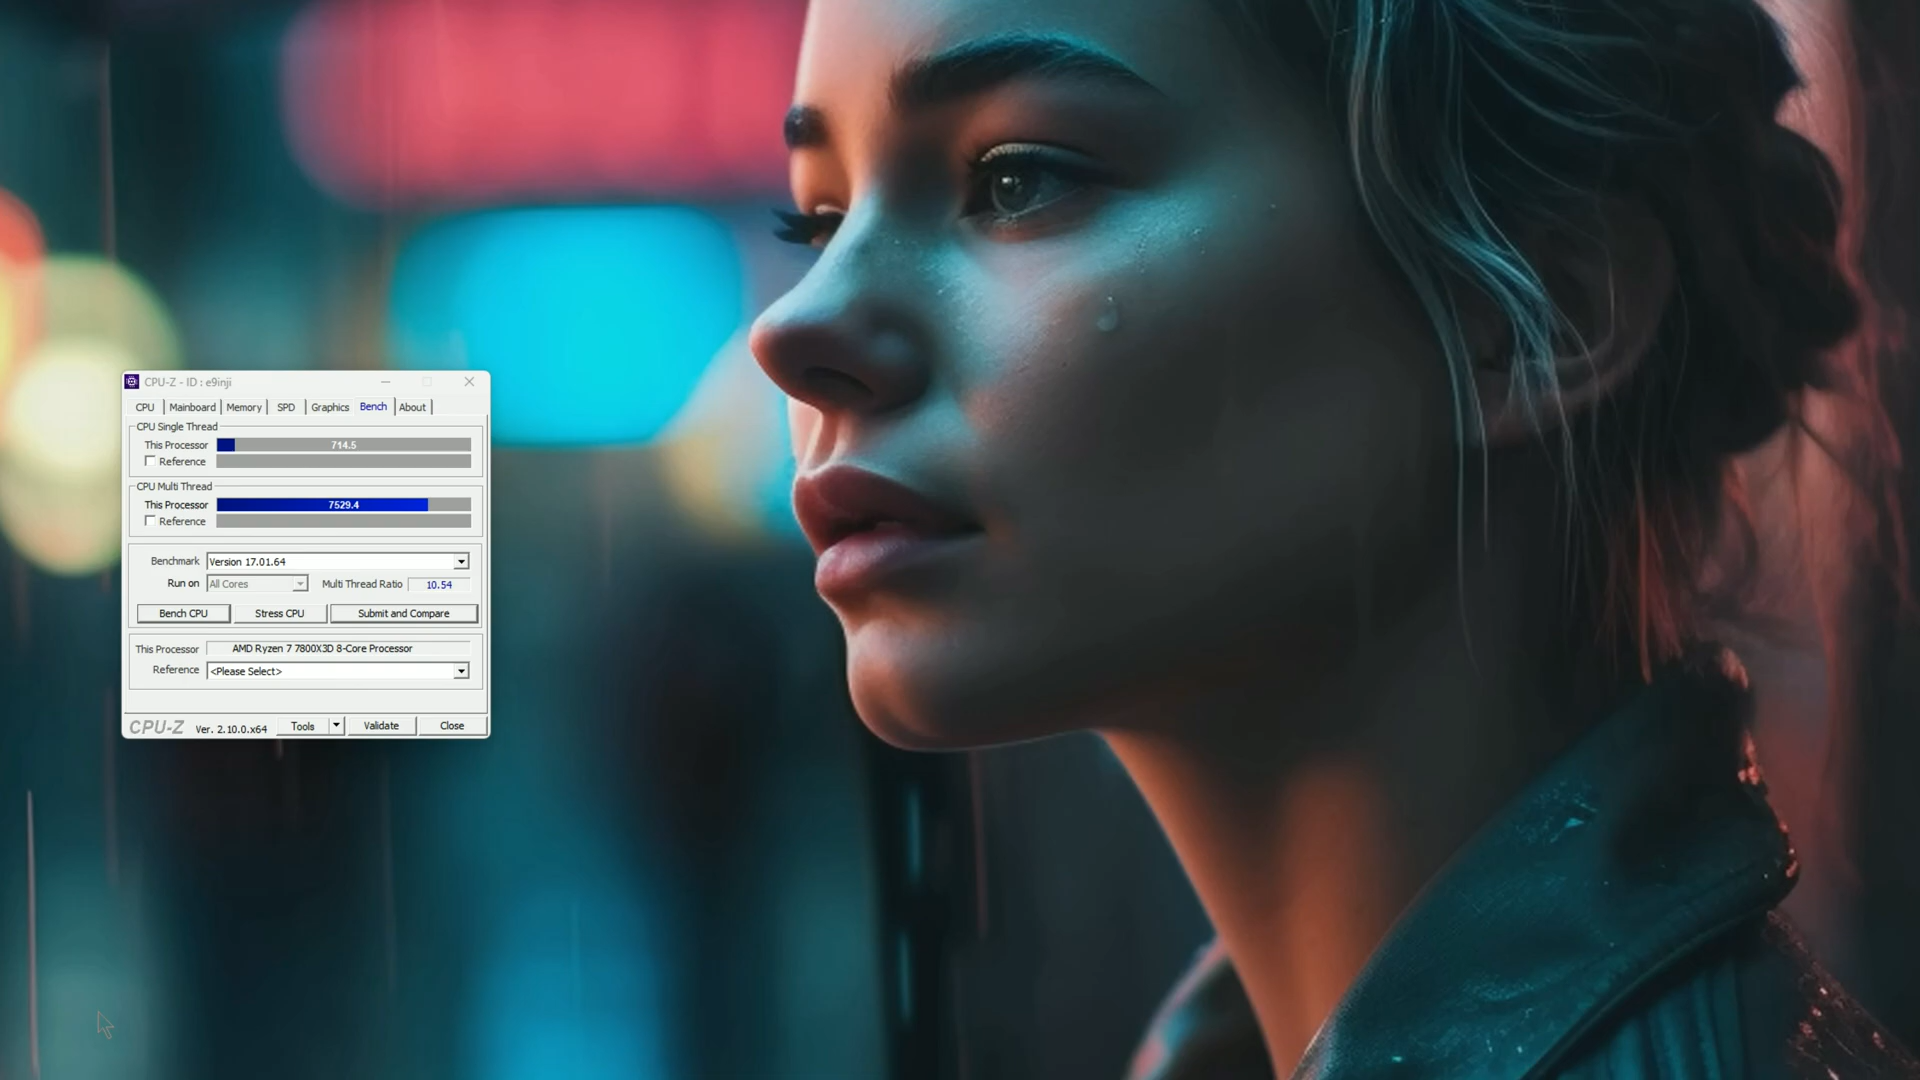 CPU-Z - ID : e9inji
CPU Mainboard Memory SPD Graphics Bench About
CPU Single Thread
This Processor 714.5
Reference
CPU Multi Thread
This Processor 7529.4
Reference
Benchmark Version 17.01.64
Run on All Cores Multi Thread Ratio 10.54
Bench CPU Stress CPU Submit and Compare
This Processor AMD Ryzen 7 7800X3D 8-Core Processor
Reference <Please Select>
CPU-Z Ver. 2.10.0.x64 Tools Validate Close